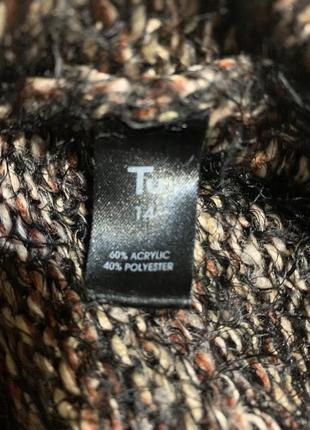 Tu
14
60% ACRYLIC
40% POLYESTER